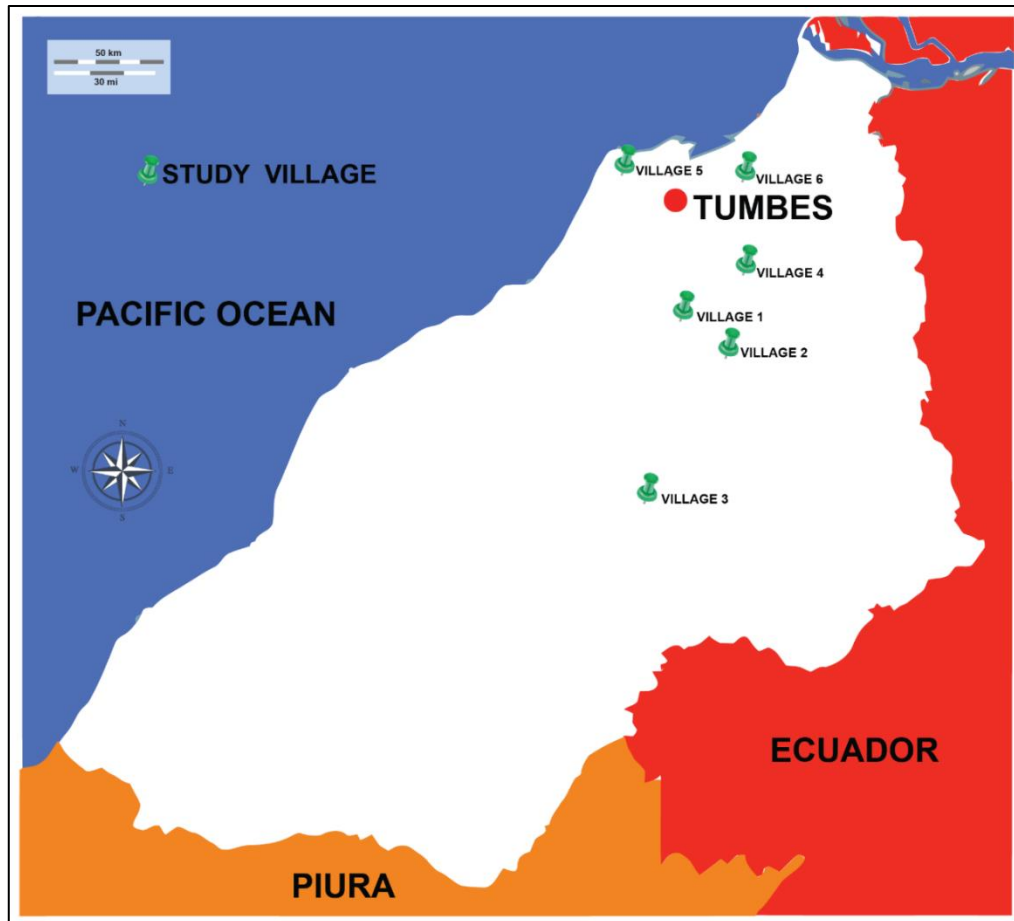 50 km
30 mi
STUDY VILLAGE
VILLAGE 5
VILLAGE 6
TUMBES
VILLAGE 4
PACIFIC OCEAN
VILLAGE 1
VILLAGE 2
N
W
E
S
VILLAGE 3
ECUADOR
PIURA